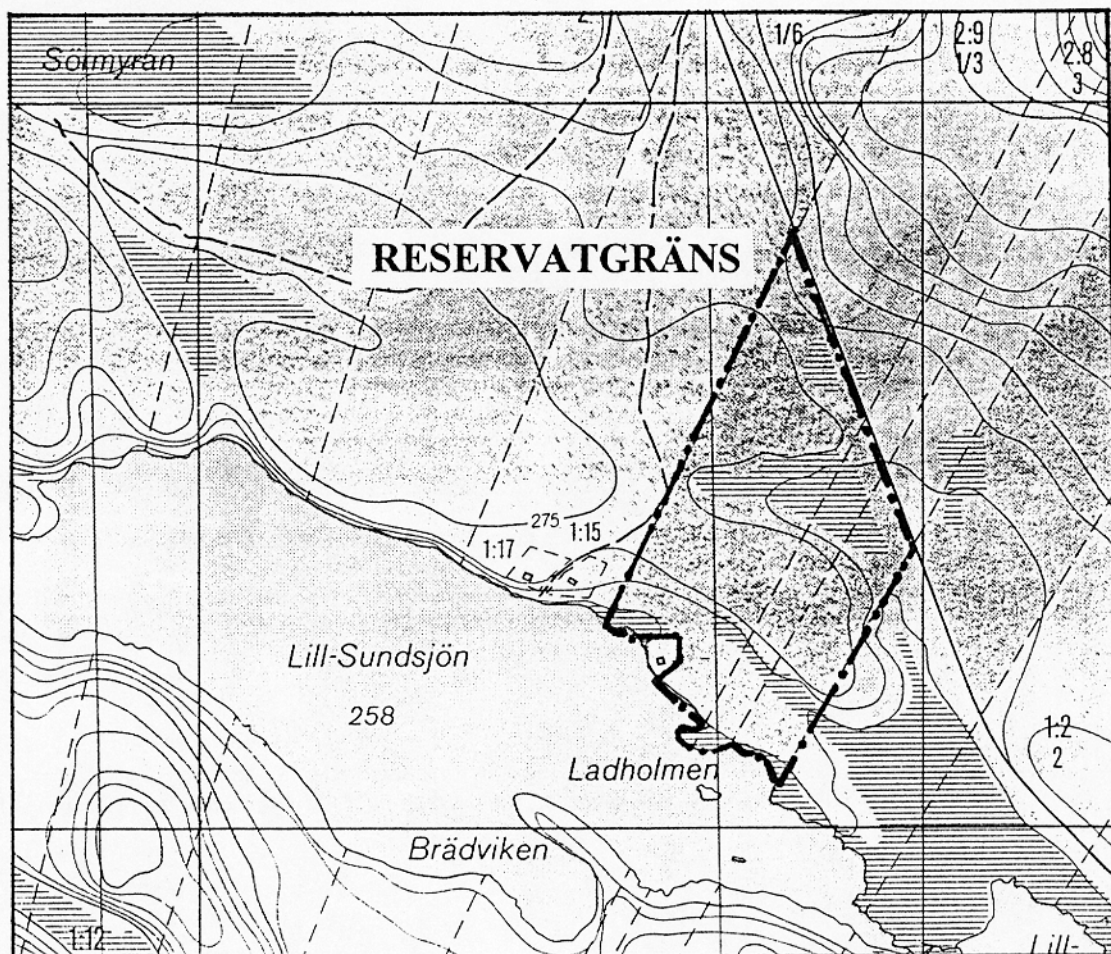 1/6
2:9
1/3
2:8
3
Sörmyran
RESERVATGRÄNS
275
1:15
1:17
Lill-Sundsjön
258
Ladholmen
1:2
2
Brädviken
1:12
Lill-